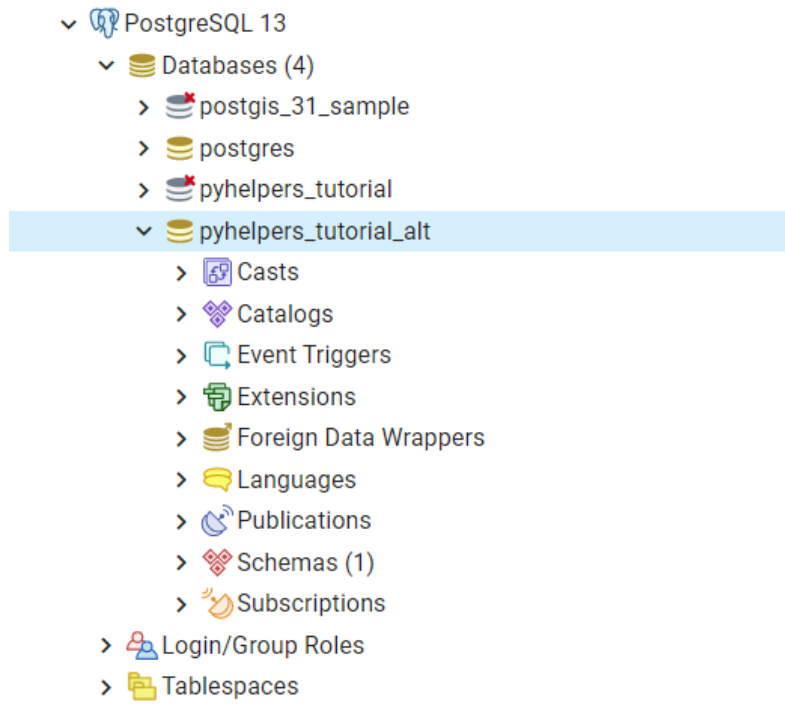 PostgreSQL 13
Databases (4)
postgis_31_sample
postgres
pyhelpers_tutorial
pyhelpers_tutorial_alt
Casts
Catalogs
Event Triggers
Extensions
Foreign Data Wrappers
Languages
Publications
Schemas (1)
Subscriptions
Login/Group Roles
Tablespaces